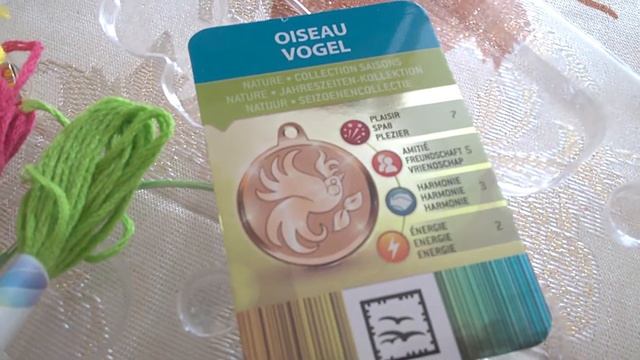 OISEAU
VOGEL
NATURE • COLLECTION SAISONS
NATURE • JAHRESZEITEN-KOLLEKTION
NATUUR • SEIZOENENCOLLECTIE
PLAISIR
SPAß
PLEZIER
7
AMITIÉ
FREUNDSCHAFT
VRIENDSCHAP
5
HARMONIE
HARMONIE
HARMONIE
3
ÉNERGIE
ENERGIE
ENERGIE
2